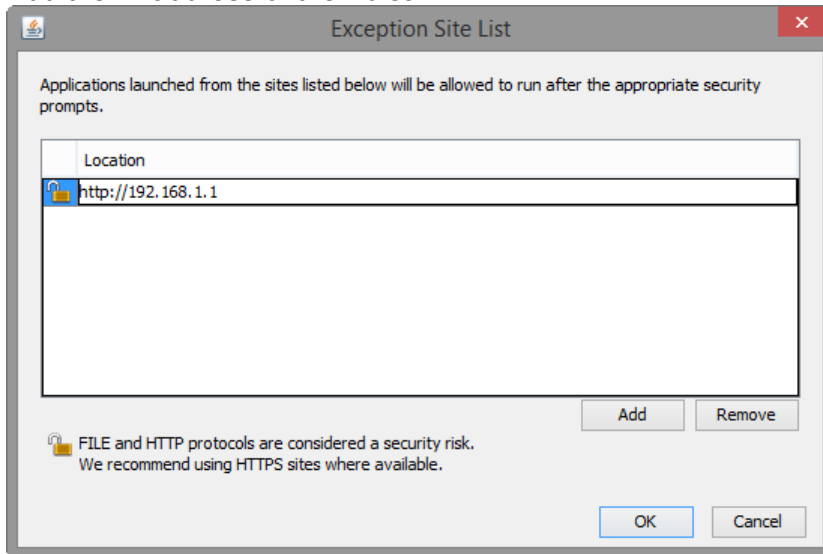 Exception Site List
Applications launched from the sites listed below will be allowed to run after the appropriate security
prompts.
Location
http://192.168.1.1
Add
Remove
FILE and HTTP protocols are considered a security risk.
We recommend using HTTPS sites where available.
OK
Cancel